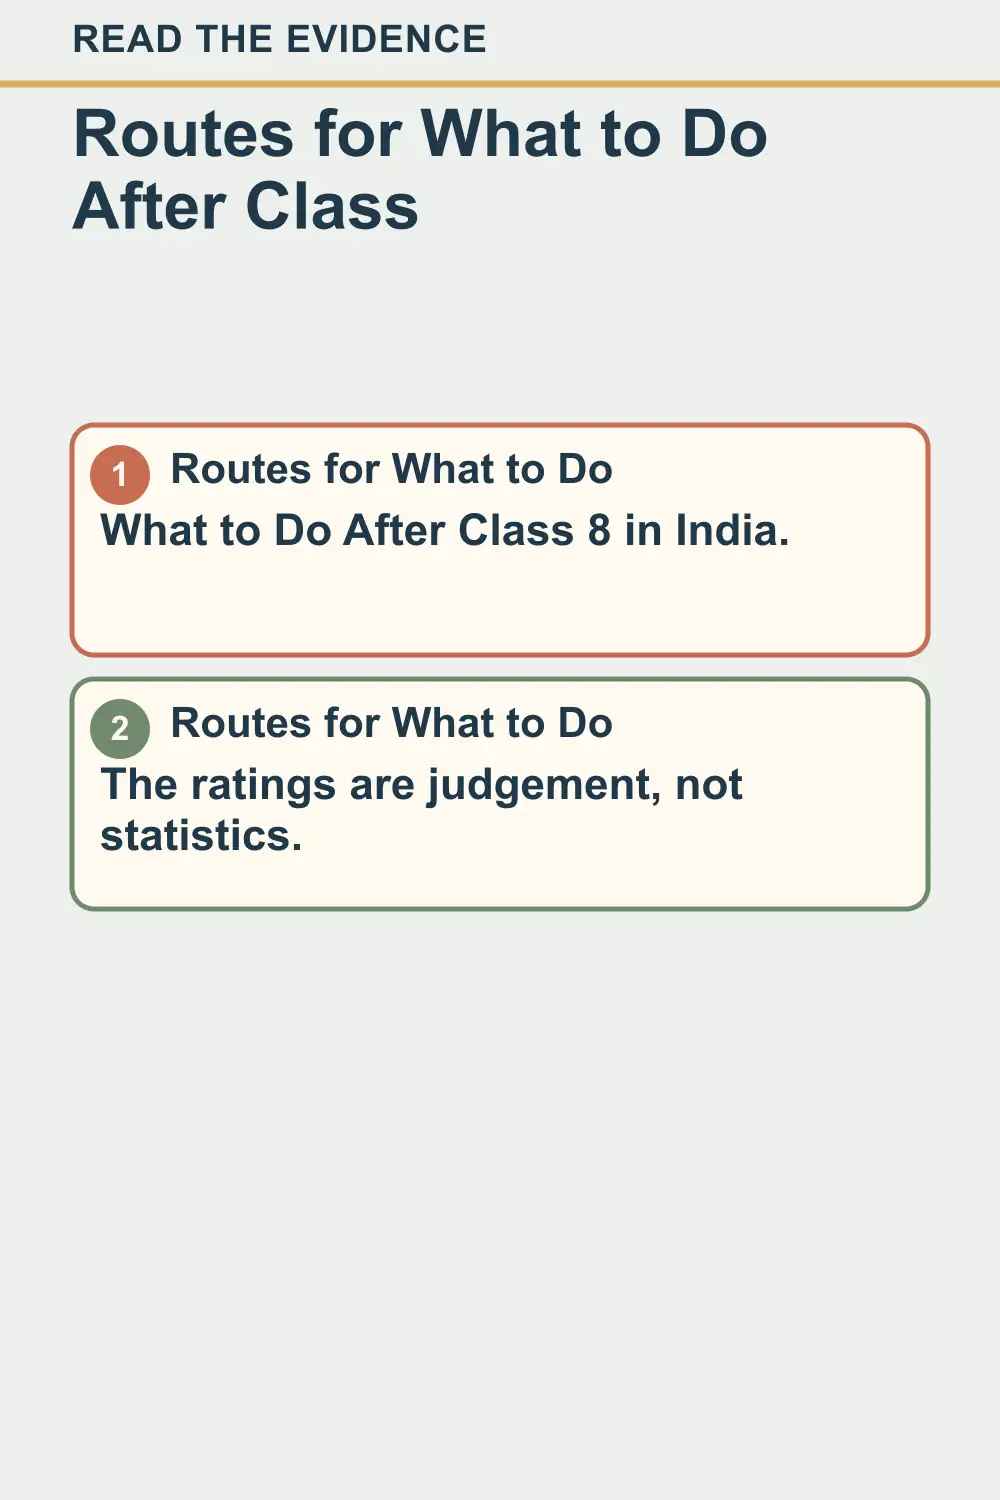 READ THE EVIDENCE
Routes for What to Do
After Class
1 Routes for What to Do
What to Do After Class 8 in India.
2 Routes for What to Do
The ratings are judgement, not
statistics.